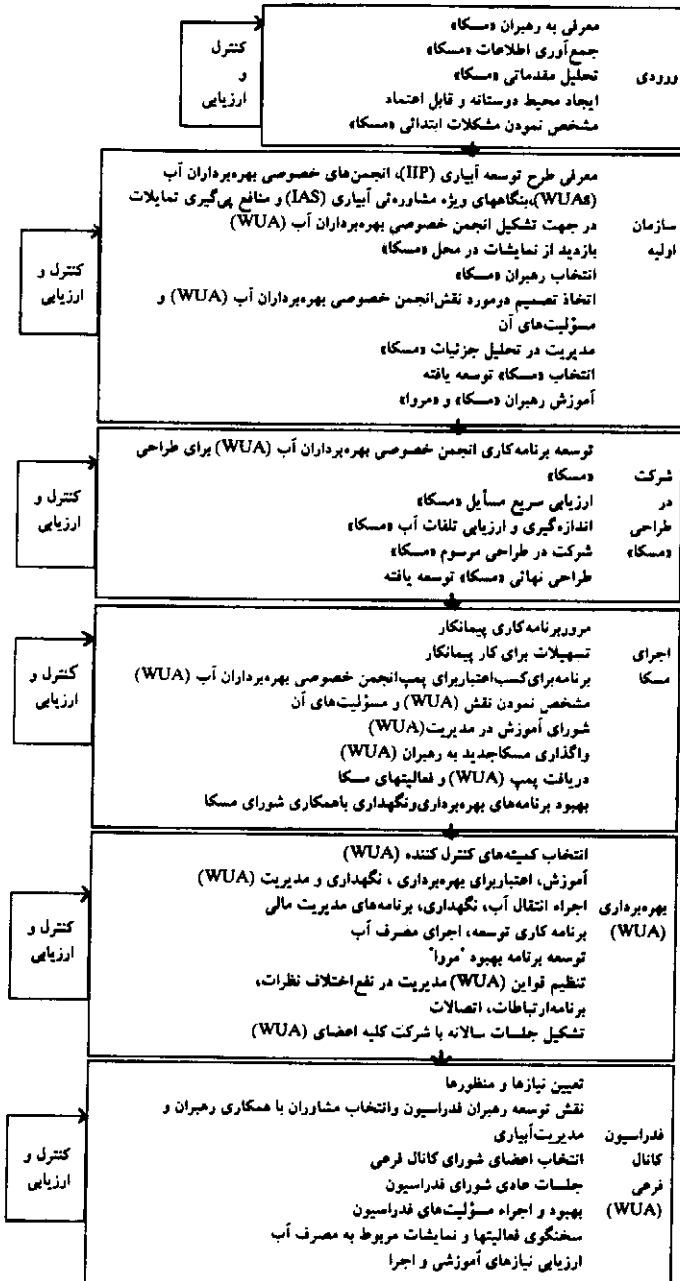 معرفی به رهبران «مسکا»
جمع‌آوری اطلاعات «مسکا»
ورودی
تحلیل مقدماتی «مسکا»
ایجاد محیط دوستانه و قابل اعتماد
مشخص نمودن مشکلات ابتدائی «مسکا»
کنترل
و
ارزیابی
معرفی طرح توسعه آبیاری (IIP)، انجمن‌های خصوصی بهره‌برداران آب
(WUAs)،بنگاههای ویژه مشاوره‌ئی آبیاری (IAS) و منافع پی‌گیری تمایلات
سازمان
در جهت تشکیل انجمن خصوصی بهره‌برداران آب (WUA)
اولیه
بازدید از نمایشات در محل «مسکا»
انتخاب رهبران «مسکا»
اتخاذ تصمیم درمورد نقش‌انجمن خصوصی بهره‌برداران آب (WUA) و
مسؤلیت‌های آن
مدیریت در تحلیل جزئیات «مسکا»
انتخاب «مسکا» توسعه یافته
آموزش رهبران «مسکا» و «مروا»
کنترل و
ارزیابی
توسعه برنامه‌کاری انجمن خصوصی بهره‌برداران آب (WUA) برای طراحی
شرکت
«مسکا»
در
ارزیابی سریع مسأیل «مسکا»
طراحی
اندازه‌گیری و ارزیابی تلفات آب «مسکا»
«مسکا»
شرکت در طراحی مرسوم «مسکا»
طراحی نهائی «مسکا» توسعه یافته
کنترل و
ارزیابی
مروربرنامه‌کاری پیمانکار
اجرای
تسهیلات برای کار پیمانکار
مسکا
برنامه‌برای‌کسب‌اعتباربرای پمپ‌انجمن خصوصی بهره‌برداران آب (WUA)
مشخص نمودن نقش (WUA) و مسؤلیت‌های آن
شورای آموزش در مدیریت(WUA)
واگذاری مسکاجدید به رهبران (WUA)
دریافت پمپ (WUA) و فعالیتهای مسکا
بهبود برنامه‌های بهره‌برداری‌ونگهداری باهمکاری شورای مسکا
کنترل و
ارزیابی
انتخاب کمیته‌های کنترل کننده (WUA)
آموزش، اعتباربرای بهره‌برداری ، نگهداری و مدیریت (WUA)
بهره‌برداری
اجراء انتقال آب، نگهداری، برنامه‌های مدیریت مالی
(WUA)
برنامه کاری توسعه، اجرای مصرف آب
توسعه برنامه بهبود "مروا"
تنظیم قواین (WUA) مدیریت در نفع‌اختلاف نظرات،
برنامه‌ارتباطات، اتصالات
تشکیل جلسات سالانه با شرکت کلیه اعضای (WUA)
کنترل و
ارزیابی
تعیین نیازها و منظورها
نقش توسعه رهبران فدراسیون وانتخاب مشاوران با همکاری رهبران و
فدراسیون
مدیریت‌آبیاری
کانال
انتخاب اعضای شورای کانال فرعی
فرعی
جلسات عادی شورای فدراسیون
(WUA)
بهبود و اجراء مسؤلیت‌های فدراسیون
سخنگوی فعالیتها و نمایشات مربوط به مصرف آب
ارزیابی نیازهای آموزشی و اجرا
کنترل و
ارزیابی